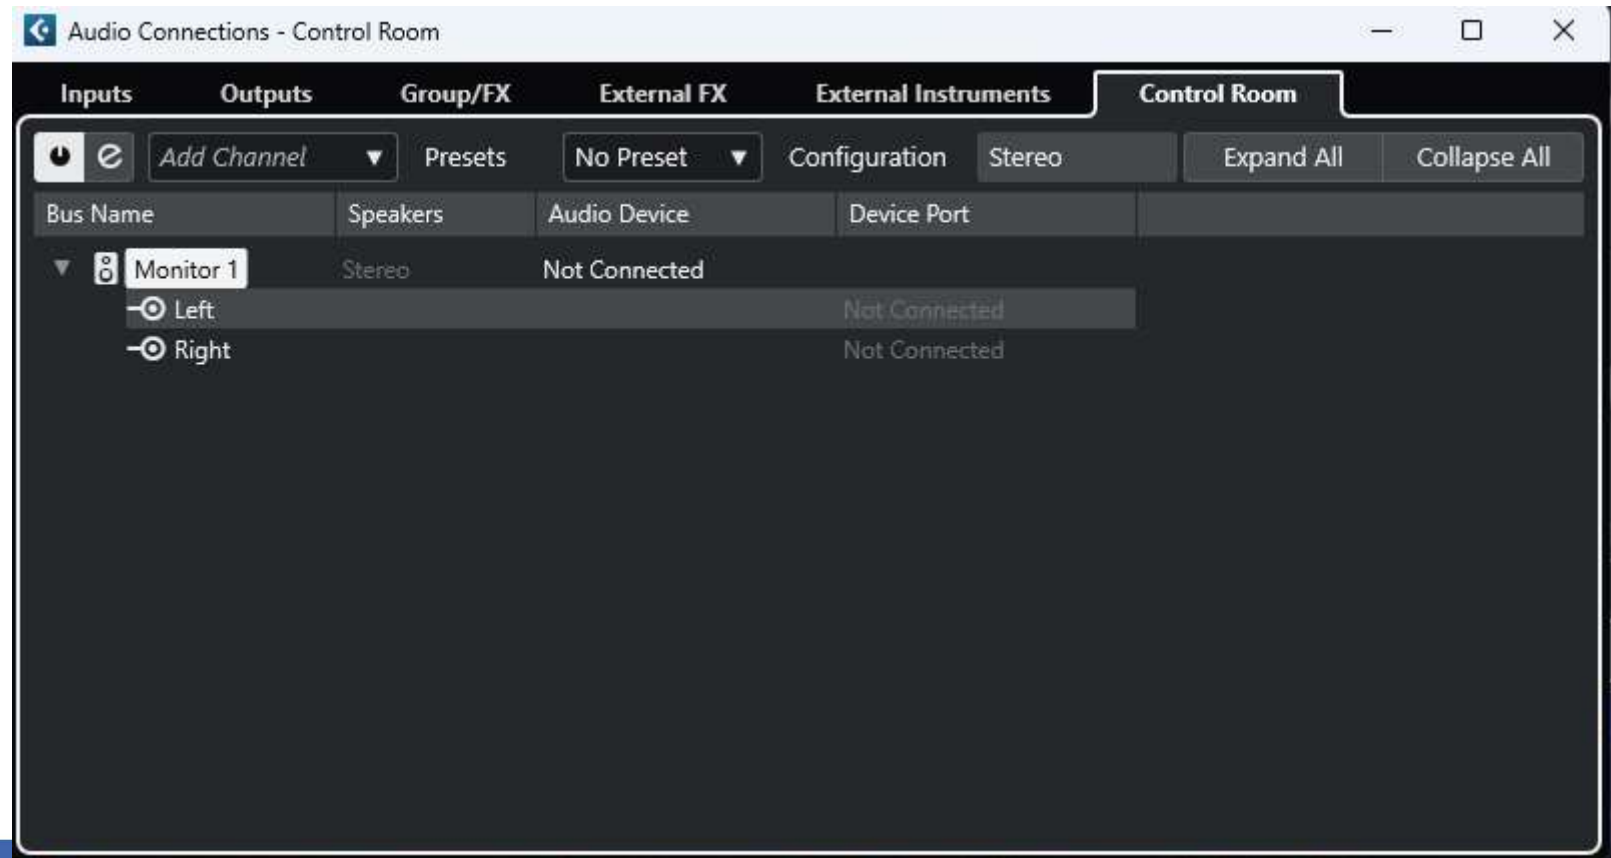 Audio Connections - Control Room
Inputs Outputs Group/FX External FX External Instruments Control Room
Add Channel Presets No Preset Configuration Stereo Expand All Collapse All
Bus Name Speakers Audio Device Device Port
Monitor 1 Stereo Not Connected
Left Not Connected
Right Not Connected